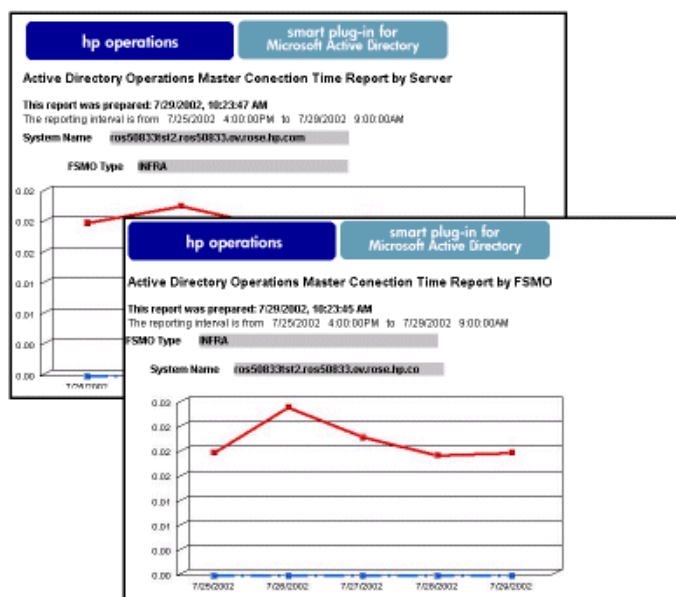 hp operations
smart plug-in for
Microsoft Active Directory
Active Directory Operations Master Conection Time Report by Server
This report was prepared: 7/29/2002, 10:23:47 AM
The reporting interval is from 7/25/2002 4:00:00PM to 7/29/2002 9:00:00AM
System Name ros50833tst2.ros50833.ov.rose.hp.com
FSMO Type INFRA
0.02
0.02
0.02
0.01
0.01
0.00
0.00
hp operations
smart plug-in for
Microsoft Active Directory
Active Directory Operations Master Conection Time Report by FSMO
This report was prepared: 7/29/2002, 10:23:45 AM
The reporting interval is from 7/25/2002 4:00:00PM to 7/29/2002 9:00:00AM
FSMO Type INFRA
System Name ros50833tst2.ros50833.ov.rose.hp.co
0.03
0.02
0.02
0.02
0.01
0.01
0.00
0.00
7/25/2002 7/26/2002 7/27/2002 7/28/2002 7/29/2002